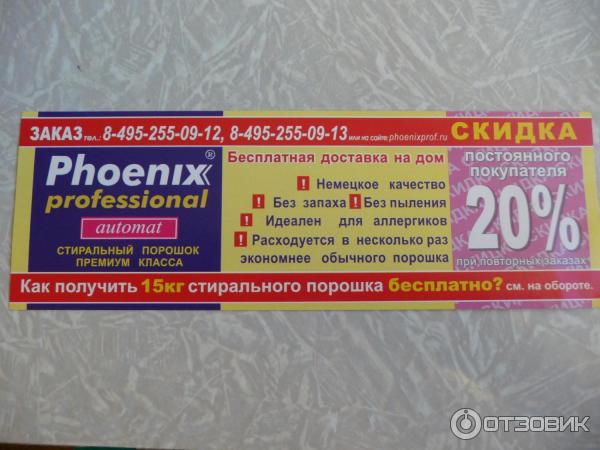 ЗАКАЗ тел.: 8-495-255-09-12, 8-495-255-09-13 или на сайте: phoenixprof.ru СКИДКА
Phoenix®
professional
automat
СТИРАЛЬНЫЙ ПОРОШОК
ПРЕМИУМ КЛАССА
Бесплатная доставка на дом
! Немецкое качество
! Без запаха ! Без пыления
! Идеален для аллергиков
! Расходуется в несколько раз
экономнее обычного порошка
постоянного
покупателя
20%
при повторных заказах
Как получить 15кг стирального порошка бесплатно? см. на обороте.
ОТЗОВИК